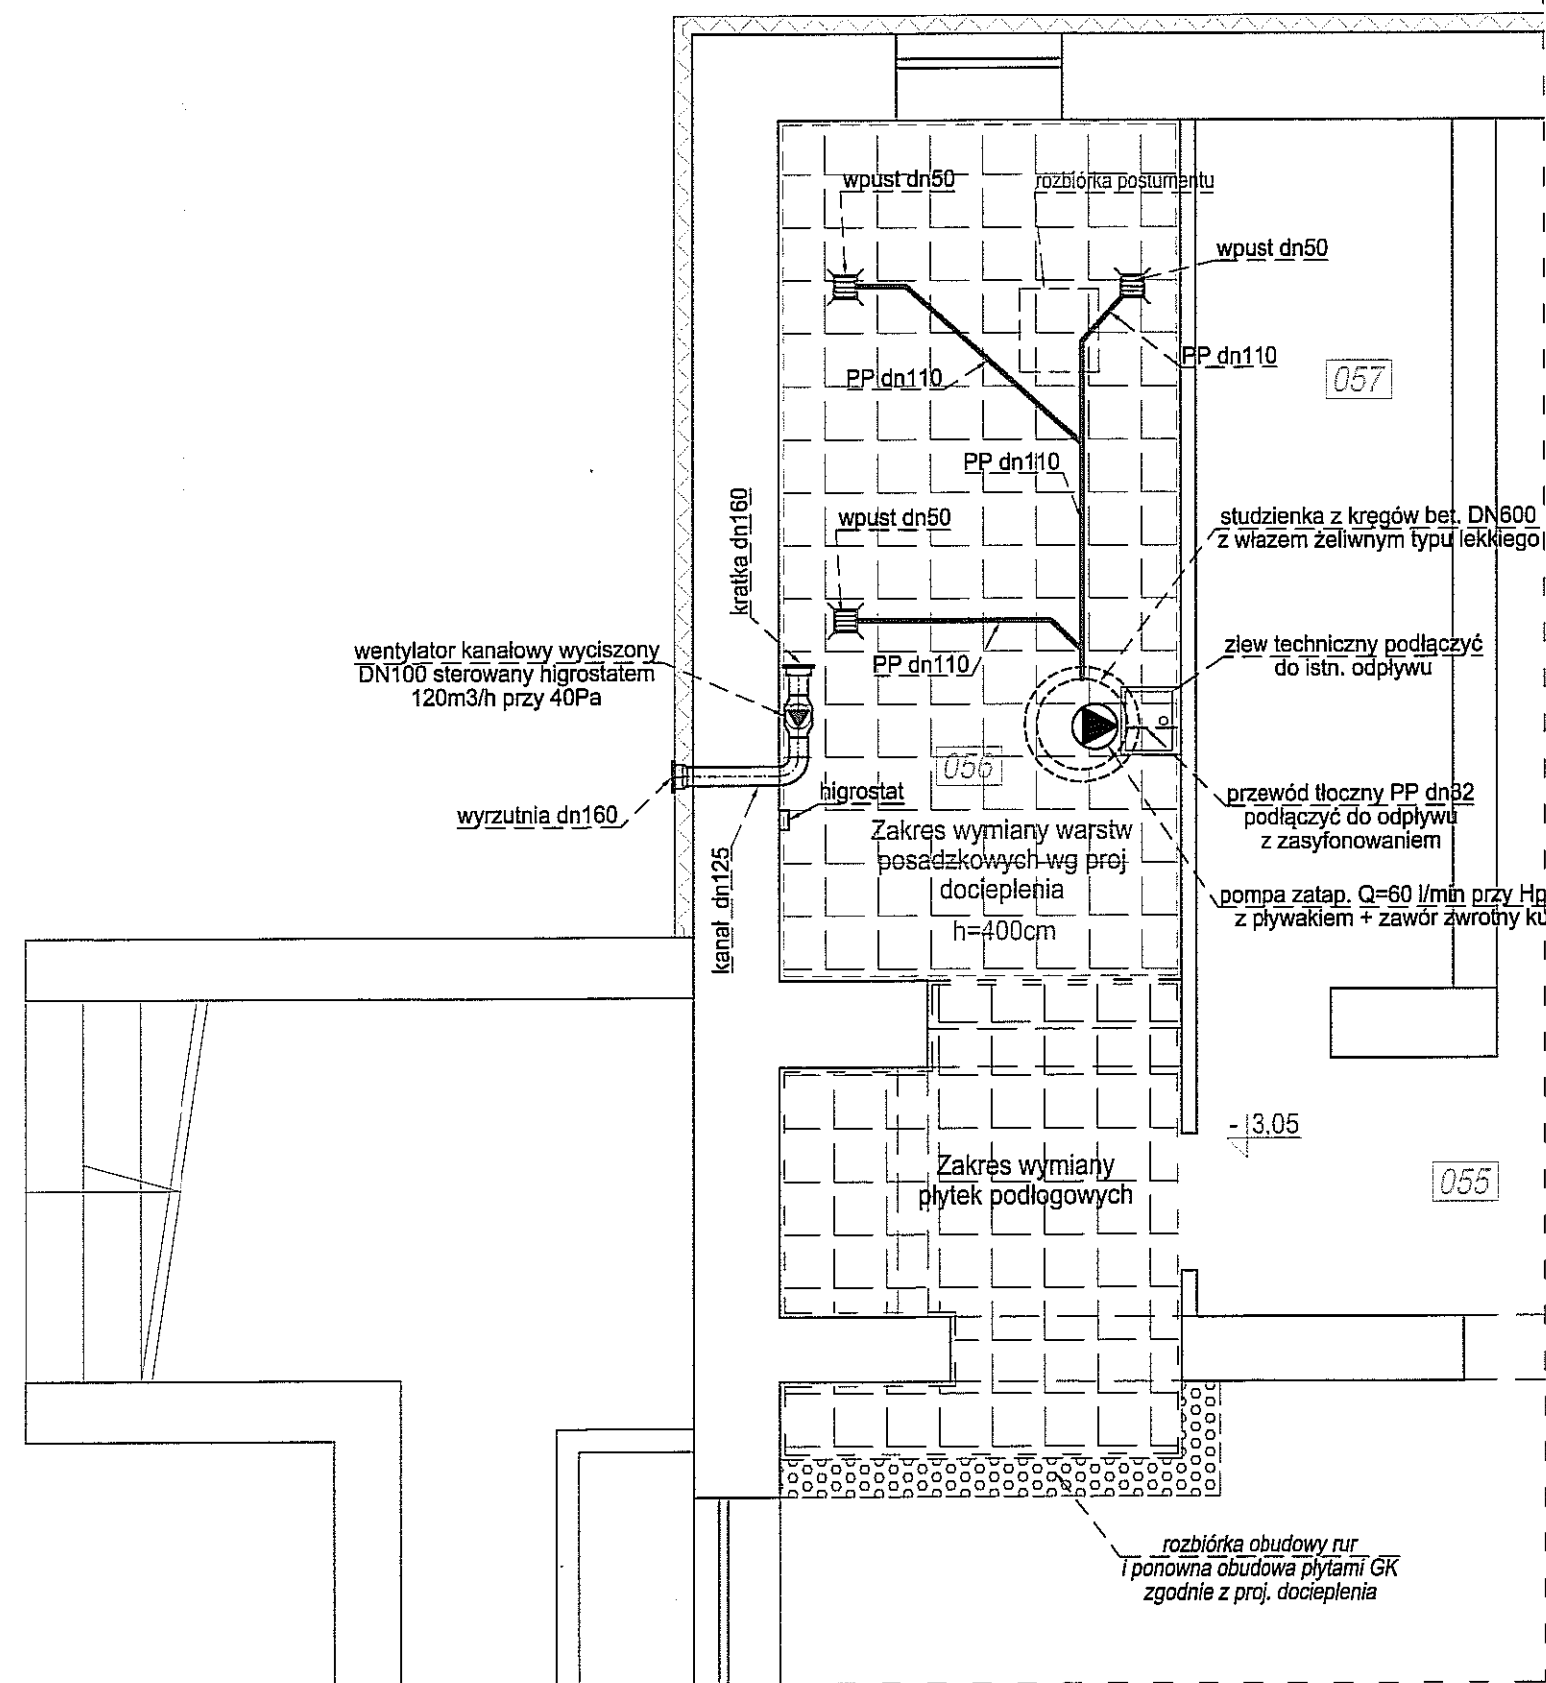 wpust dn50
rozbiórka postumentu
wpust dn50
PP dn110
PP dn110
057
PP dn110
kratka dn160
wpust dn50
studzienka z kręgów bet. DN600
z włazem żeliwnym typu lekkiego
wentylator kanałowy wyciszony
DN100 sterowany higrostatem
120m3/h przy 40Pa
PP dn110
zlew techniczny podłączyć
do istn. odpływu
056
wyrzutnia dn160
higrostat
kanał dn125
przewód tłoczny PP dn32
podłączyć do odpływu
z zasyfonowaniem
Zakres wymiany warstw
posadzkowych wg proj
docieplenia
h=400cm
pompa zatap. Q=60 l/min przy Hp
z pływakiem + zawór zwrotny ku
- 3,05
Zakres wymiany
płytek podłogowych
055
rozbiórka obudowy rur
i ponowna obudowa płytami GK
zgodnie z proj. docieplenia